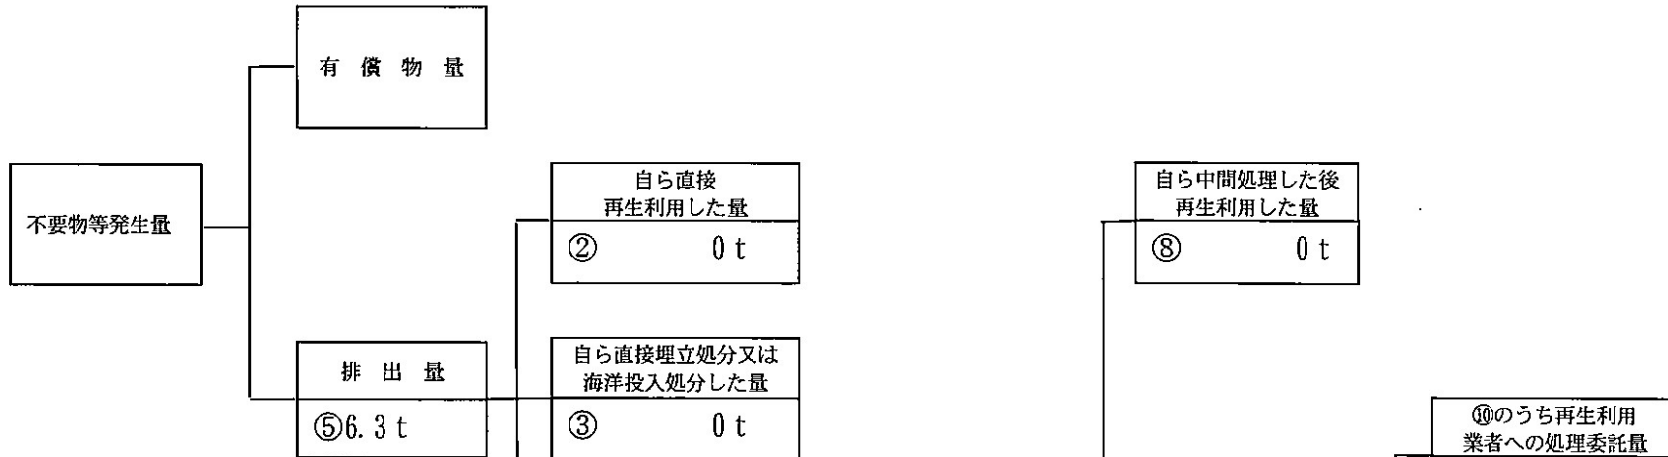 有償物量
不要物等発生量
自ら直接
再生利用した量
② 0 t
自ら中間処理した後
再生利用した量
⑧ 0 t
排出量
⑤6.3 t
自ら直接埋立処分又は
海洋投入処分した量
③ 0 t
⑩のうち再生利用
業者への処理委託量